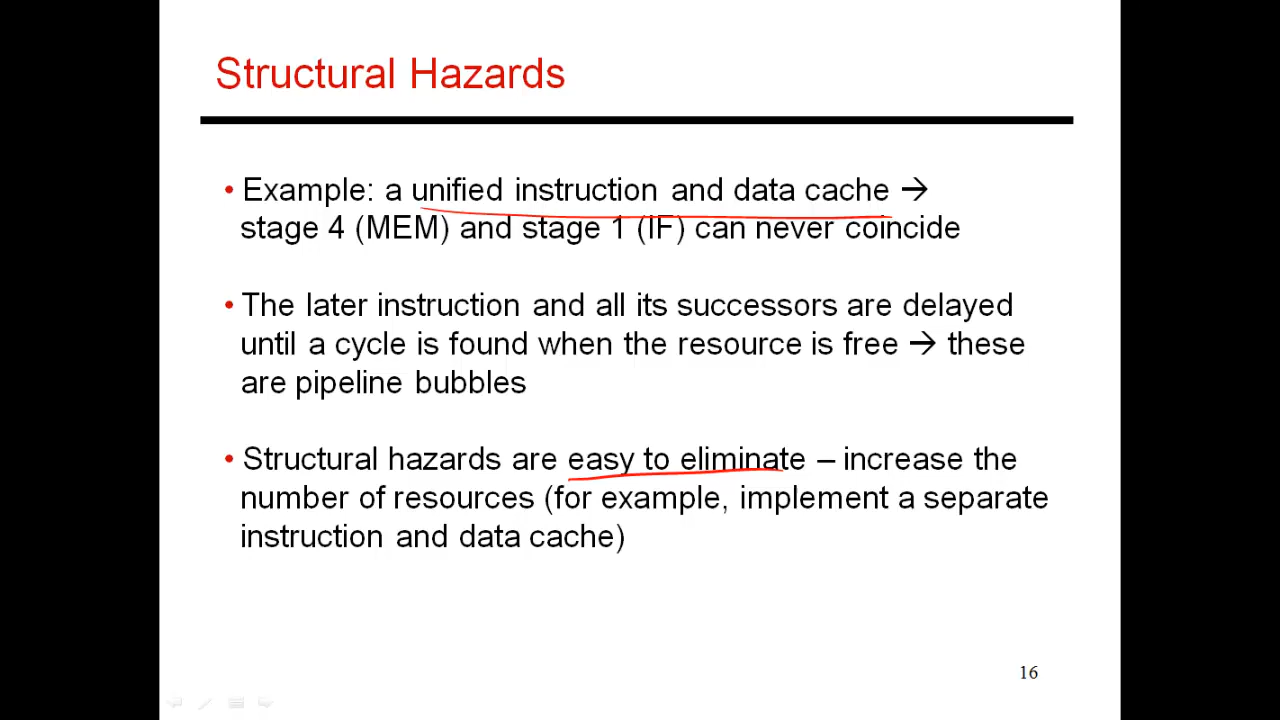 Structural Hazards
• Example: a unified instruction and data cache →
stage 4 (MEM) and stage 1 (IF) can never coincide
• The later instruction and all its successors are delayed
until a cycle is found when the resource is free → these
are pipeline bubbles
• Structural hazards are easy to eliminate – increase the
number of resources (for example, implement a separate
instruction and data cache)
16